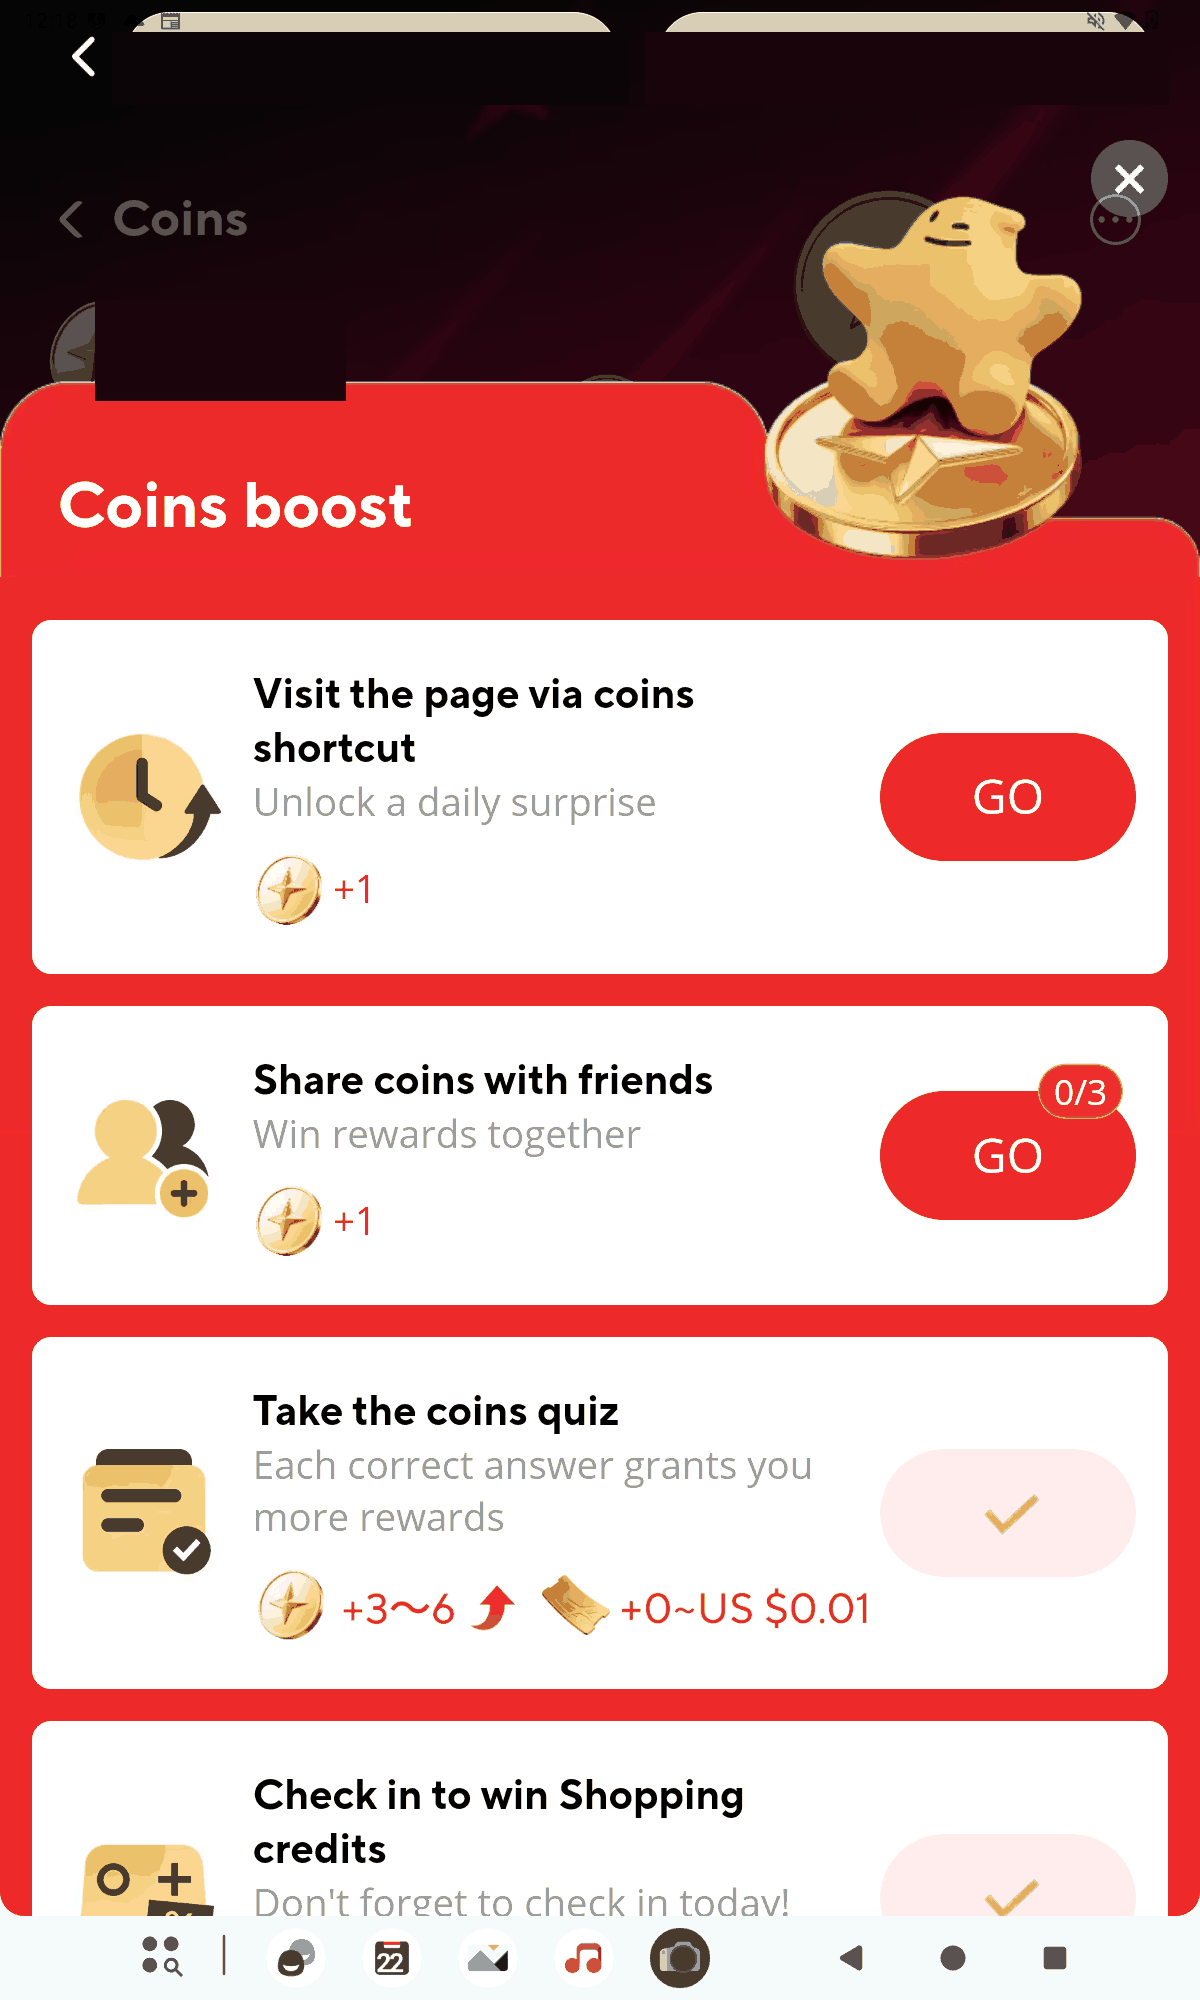 12:18
Coins
Coins boost
Visit the page via coins
shortcut
Unlock a daily surprise
GO
+1
Share coins with friends
Win rewards together
0/3
GO
+1
Take the coins quiz
Each correct answer grants you
more rewards
+3~6
+0~US $0.01
Check in to win Shopping
credits
Don't forget to check in today!
22